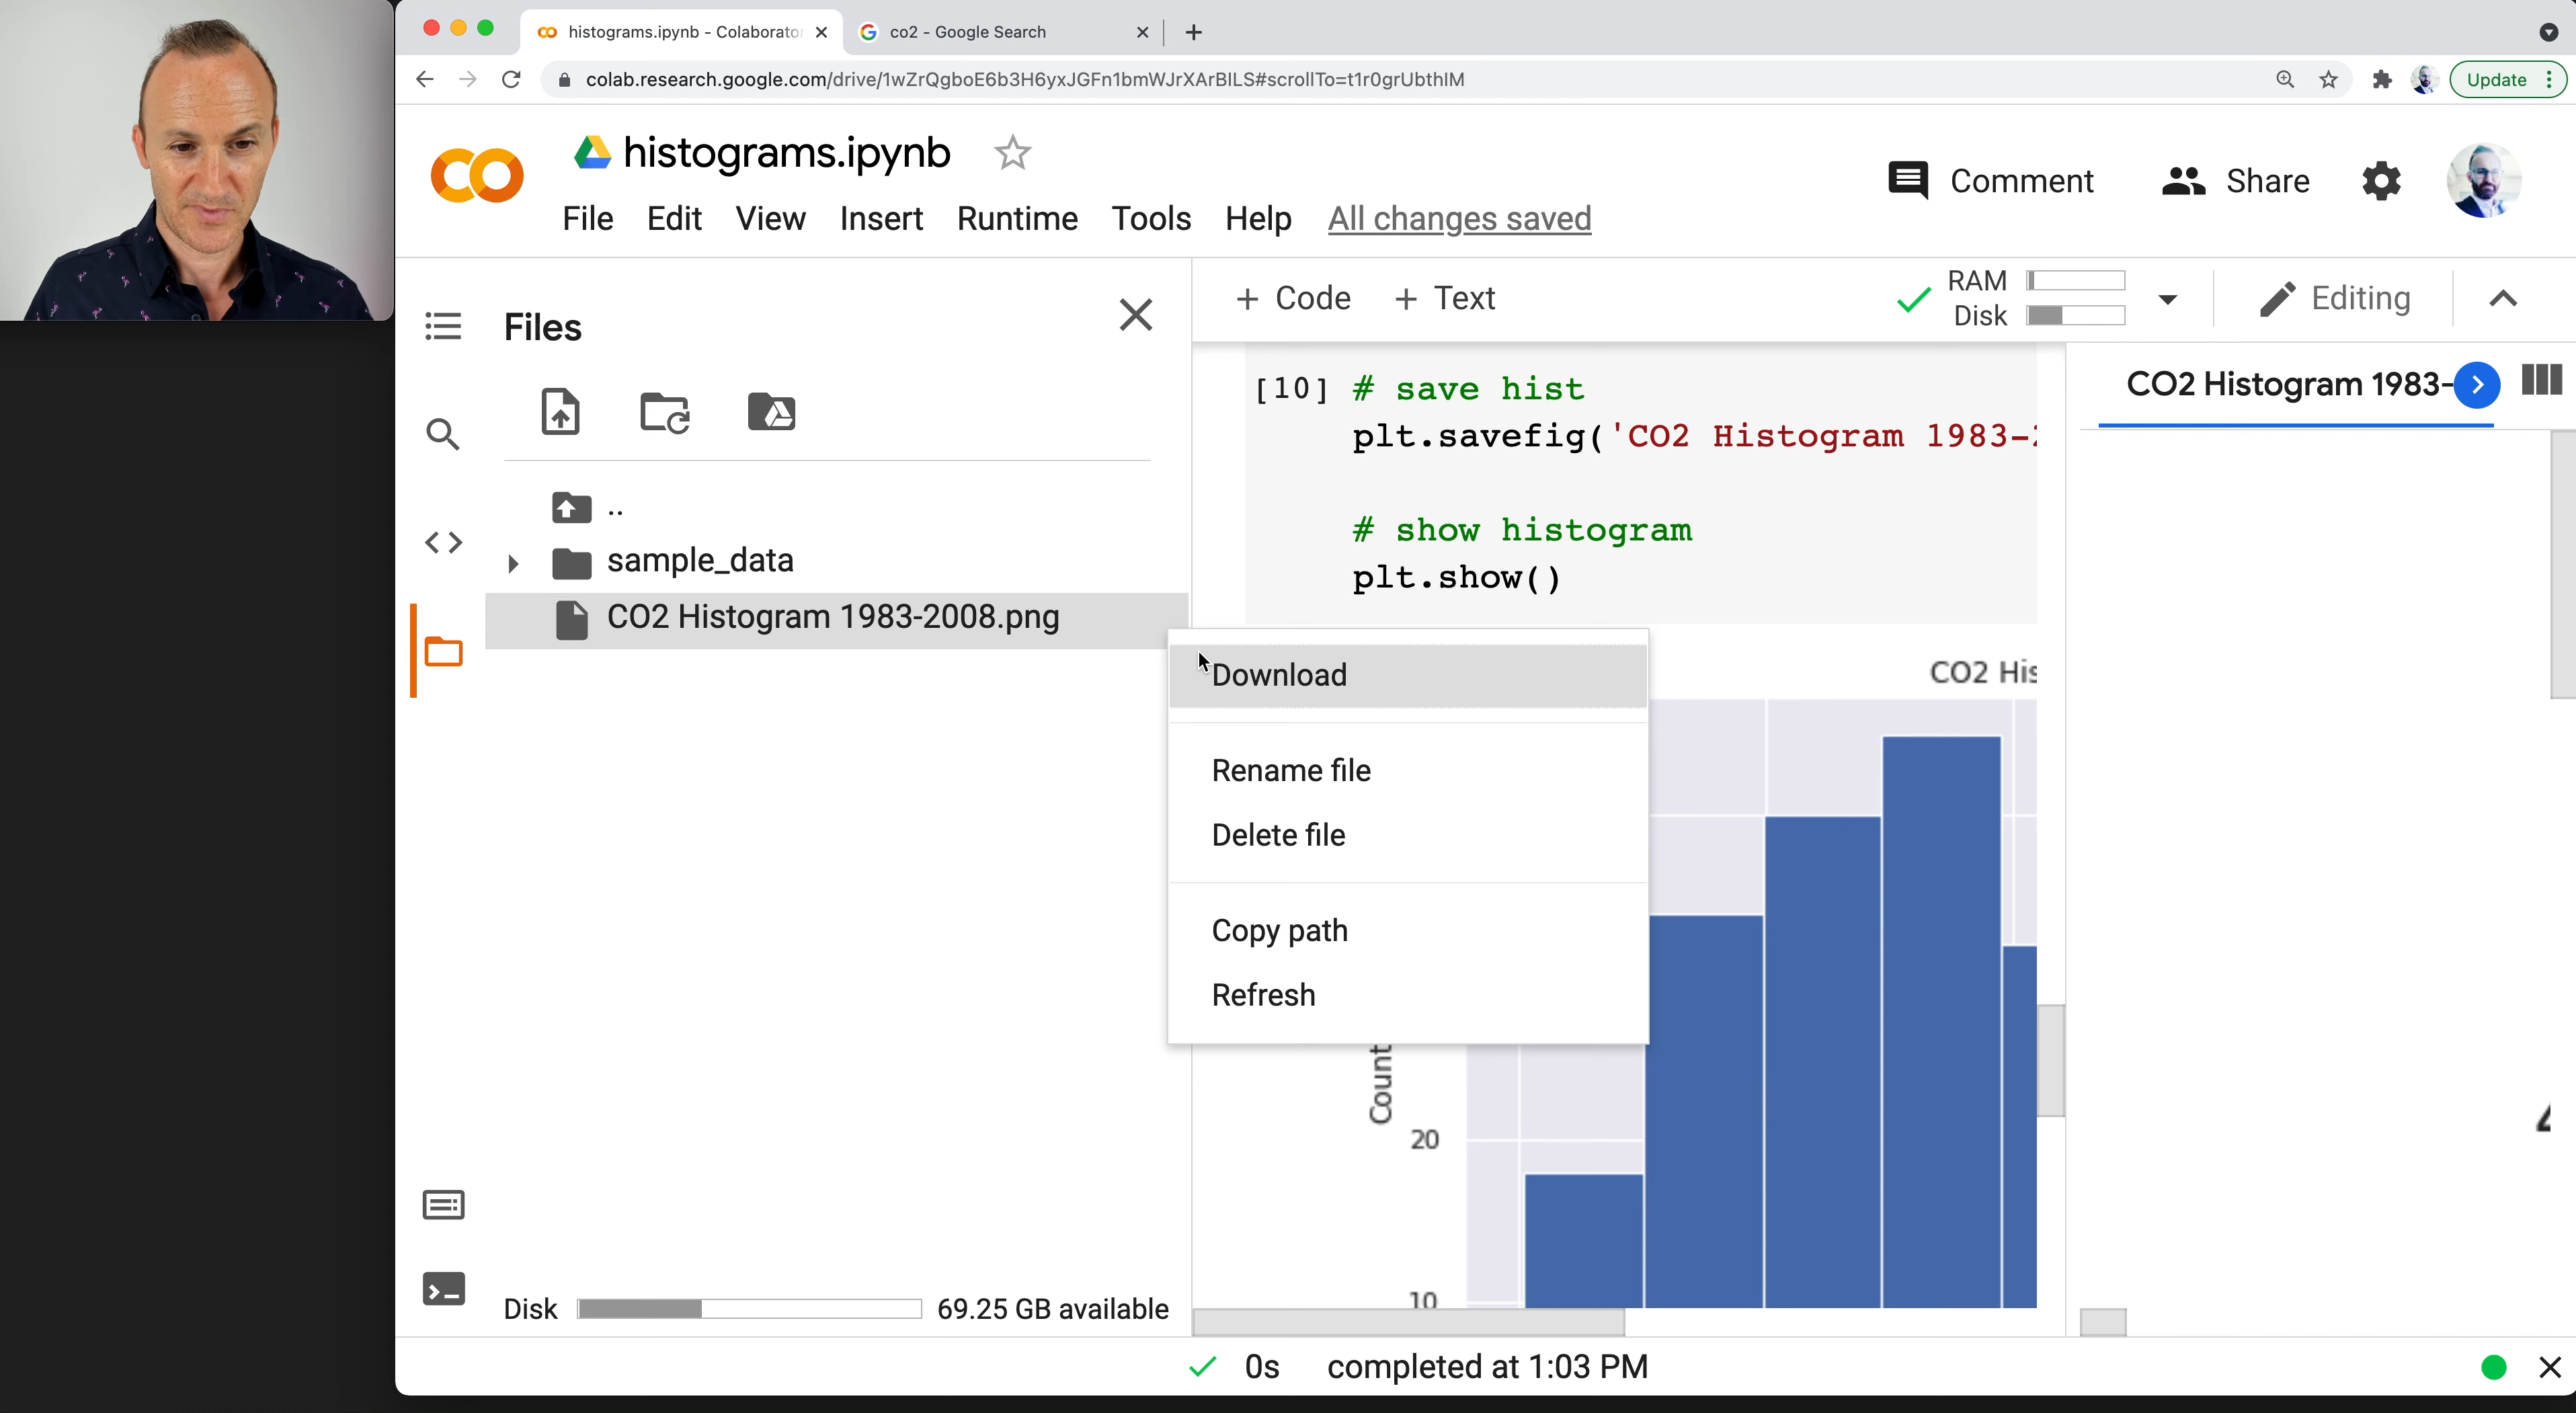 histograms.ipynb - Colaborator
co2 - Google Search
colab.research.google.com/drive/1wZrQgboE6b3H6yxJGFn1bmWJrXArBlLS#scrollTo=t1r0grUbthlM
Update
histograms.ipynb
Comment
Share
File Edit View Insert Runtime Tools Help All changes saved
Files
+ Code + Text
RAM
Disk
Editing
CO2 Histogram 1983-
[10] # save hist
plt.savefig('CO2 Histogram 1983-2
# show histogram
plt.show()
..
sample_data
CO2 Histogram 1983-2008.png
Download
Rename file
Delete file
Copy path
Refresh
CO2 His
Count
20
10
Disk 69.25 GB available
0s completed at 1:03 PM